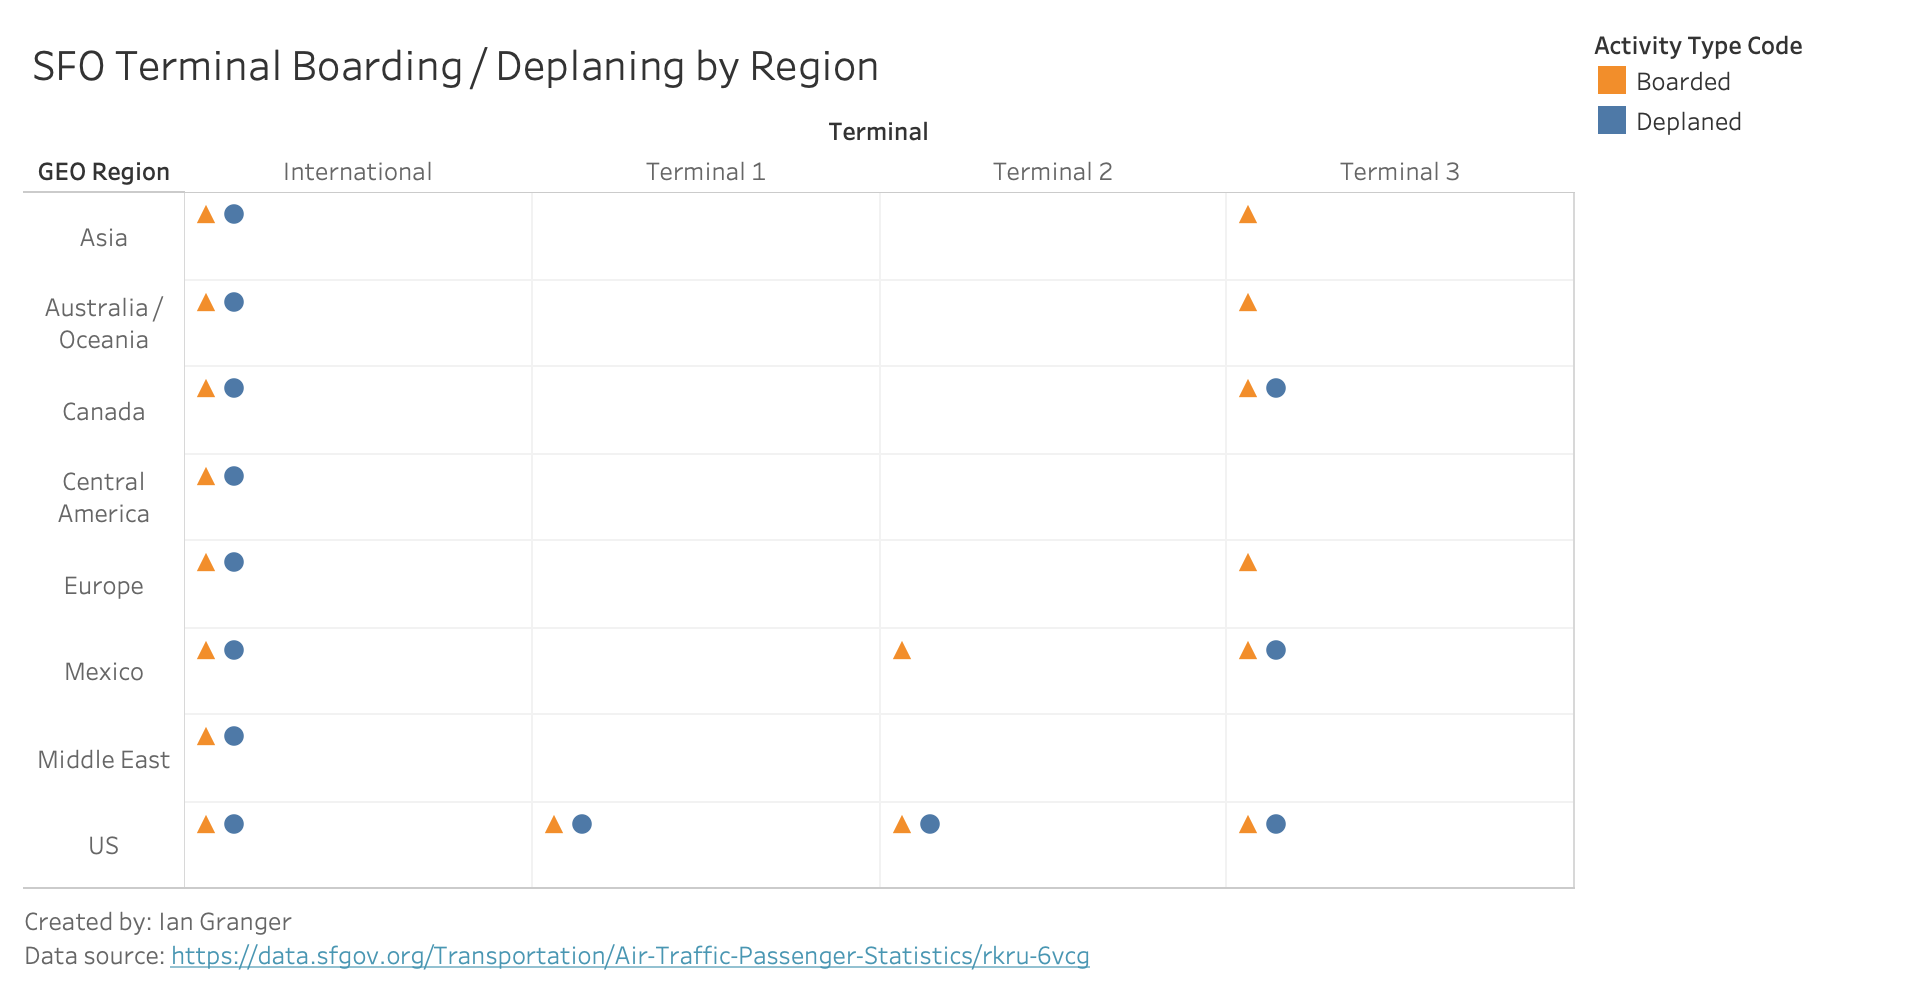 SFO Terminal Boarding / Deplaning by Region
Activity Type Code
Boarded
Deplaned
Terminal
GEO Region
International
Terminal 1
Terminal 2
Terminal 3
Asia
Australia /
Oceania
Canada
Central
America
Europe
Mexico
Middle East
US
Created by: Ian Granger
Data source: https://data.sfgov.org/Transportation/Air-Traffic-Passenger-Statistics/rkru-6vcg